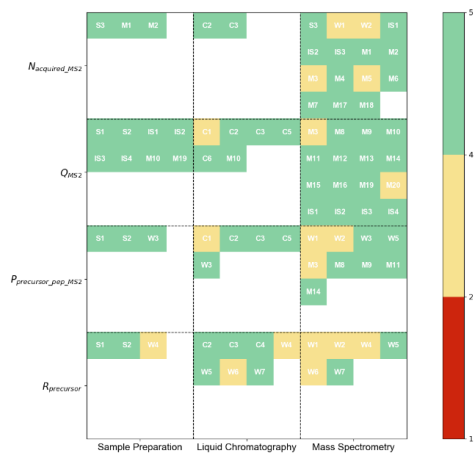 5
S3 M1 M2 C2 C3 S3 W1 W2 IS1
IS2 IS3 M1 M2
N_acquired_MS2
M3 M4 M5 M6
M7 M17 M18
S1 S2 IS1 IS2 C1 C2 C3 C5 M3 M8 M9 M10
IS3 IS4 M10 M19 C6 M10 M11 M12 M13 M14
4
Q_MS2
M15 M16 M19 M20
IS1 IS2 IS3 IS4
S1 S2 W3 C1 C2 C3 C5 W1 W2 W3 W5
W3 M3 M8 M9 M11
P_precursor_pep_MS2
M14
2
S1 S2 W4 C2 C3 C4 W4 W1 W2 W4 W5
W5 W6 W7 W6 W7
R_precursor
1
Sample Preparation Liquid Chromatography Mass Spectrometry